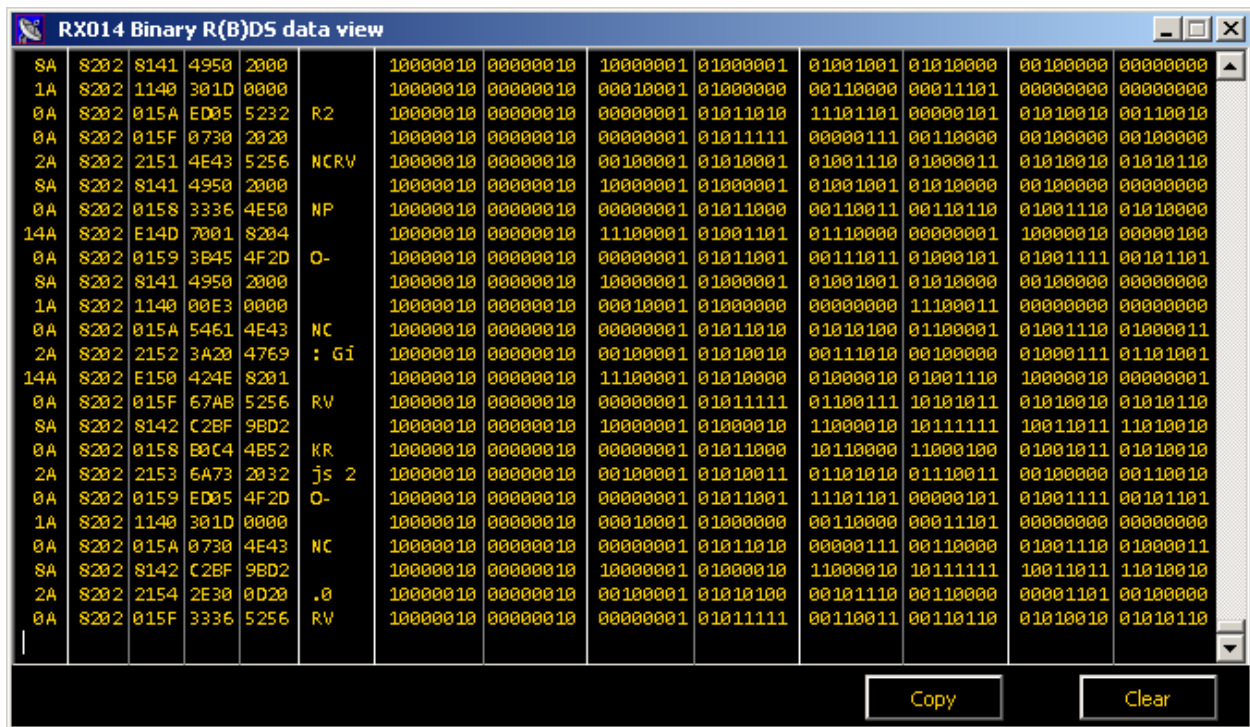 RX014 Binary R(B)DS data view
8A 8202 8141 4950 2000 10000010 00000010 10000001 01000001 01001001 01010000 00100000 00000000
1A 8202 1140 301D 0000 10000010 00000010 00010001 01000000 00110000 00011101 00000000 00000000
0A 8202 015A ED05 5232 R2 10000010 00000010 00000001 01011010 11101101 00000101 01010010 00110010
0A 8202 015F 0730 2020 10000010 00000010 00000001 01011111 00000111 00110000 00100000 00100000
2A 8202 2151 4E43 5256 NCRV 10000010 00000010 00100001 01010001 01001110 01000011 01010010 01010110
8A 8202 8141 4950 2000 10000010 00000010 10000001 01000001 01001001 01010000 00100000 00000000
0A 8202 0158 3336 4E50 NP 10000010 00000010 00000001 01011000 00110011 00110110 01001110 01010000
14A 8202 E14D 7001 8204 10000010 00000010 11100001 01001101 01110000 00000001 10000010 00000100
0A 8202 0159 3B45 4F2D O- 10000010 00000010 00000001 01011001 00111011 01000101 01001111 00101101
8A 8202 8141 4950 2000 10000010 00000010 10000001 01000001 01001001 01010000 00100000 00000000
1A 8202 1140 00E3 0000 10000010 00000010 00010001 01000000 00000000 11100011 00000000 00000000
0A 8202 015A 5461 4E43 NC 10000010 00000010 00000001 01011010 01010100 01100001 01001110 01000011
2A 8202 2152 3A20 4769 : Gi 10000010 00000010 00100001 01010010 00111010 00100000 01000111 01101001
14A 8202 E150 424E 8201 10000010 00000010 11100001 01010000 01000010 01001110 10000010 00000001
0A 8202 015F 67AB 5256 RV 10000010 00000010 00000001 01011111 01100111 10101011 01010010 01010110
8A 8202 8142 C2BF 9BD2 10000010 00000010 10000001 01000010 11000010 10111111 10011011 11010010
0A 8202 0158 B0C4 4B52 KR 10000010 00000010 00000001 01011000 10110000 11000100 01001011 01010010
2A 8202 2153 6A73 2032 js 2 10000010 00000010 00100001 01010011 01101010 01110011 00100000 00110010
0A 8202 0159 ED05 4F2D O- 10000010 00000010 00000001 01011001 11101101 00000101 01001111 00101101
1A 8202 1140 301D 0000 10000010 00000010 00010001 01000000 00110000 00011101 00000000 00000000
0A 8202 015A 0730 4E43 NC 10000010 00000010 00000001 01011010 00000111 00110000 01001110 01000011
8A 8202 8142 C2BF 9BD2 10000010 00000010 10000001 01000010 11000010 10111111 10011011 11010010
2A 8202 2154 2E30 0D20 .0 10000010 00000010 00100001 01010100 00101110 00110000 00001101 00100000
0A 8202 015F 3336 5256 RV 10000010 00000010 00000001 01011111 00110011 00110110 01010010 01010110
Copy Clear